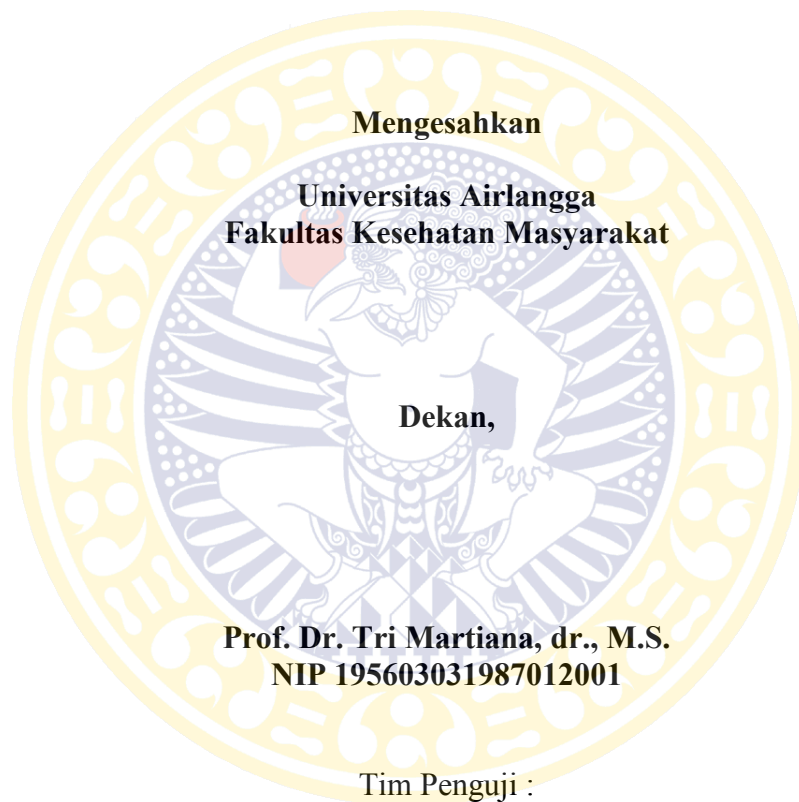 Mengesahkan
Universitas Airlangga
Fakultas Kesehatan Masyarakat
Dekan,
Prof. Dr. Tri Martiana, dr., M.S.
NIP 195603031987012001
Tim Penguji :